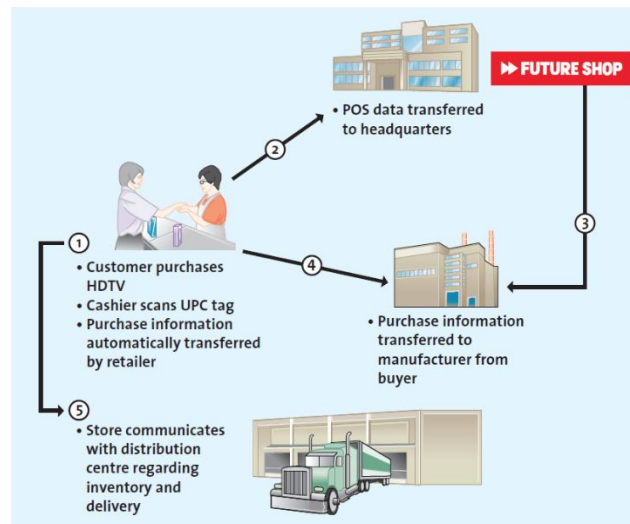 FUTURE SHOP
• POS data transferred
to headquarters
2
3
1
• Customer purchases
HDTV
• Cashier scans UPC tag
• Purchase information
automatically transferred
by retailer
4
• Purchase information
transferred to
manufacturer from
buyer
5
• Store communicates
with distribution
centre regarding
inventory and
delivery